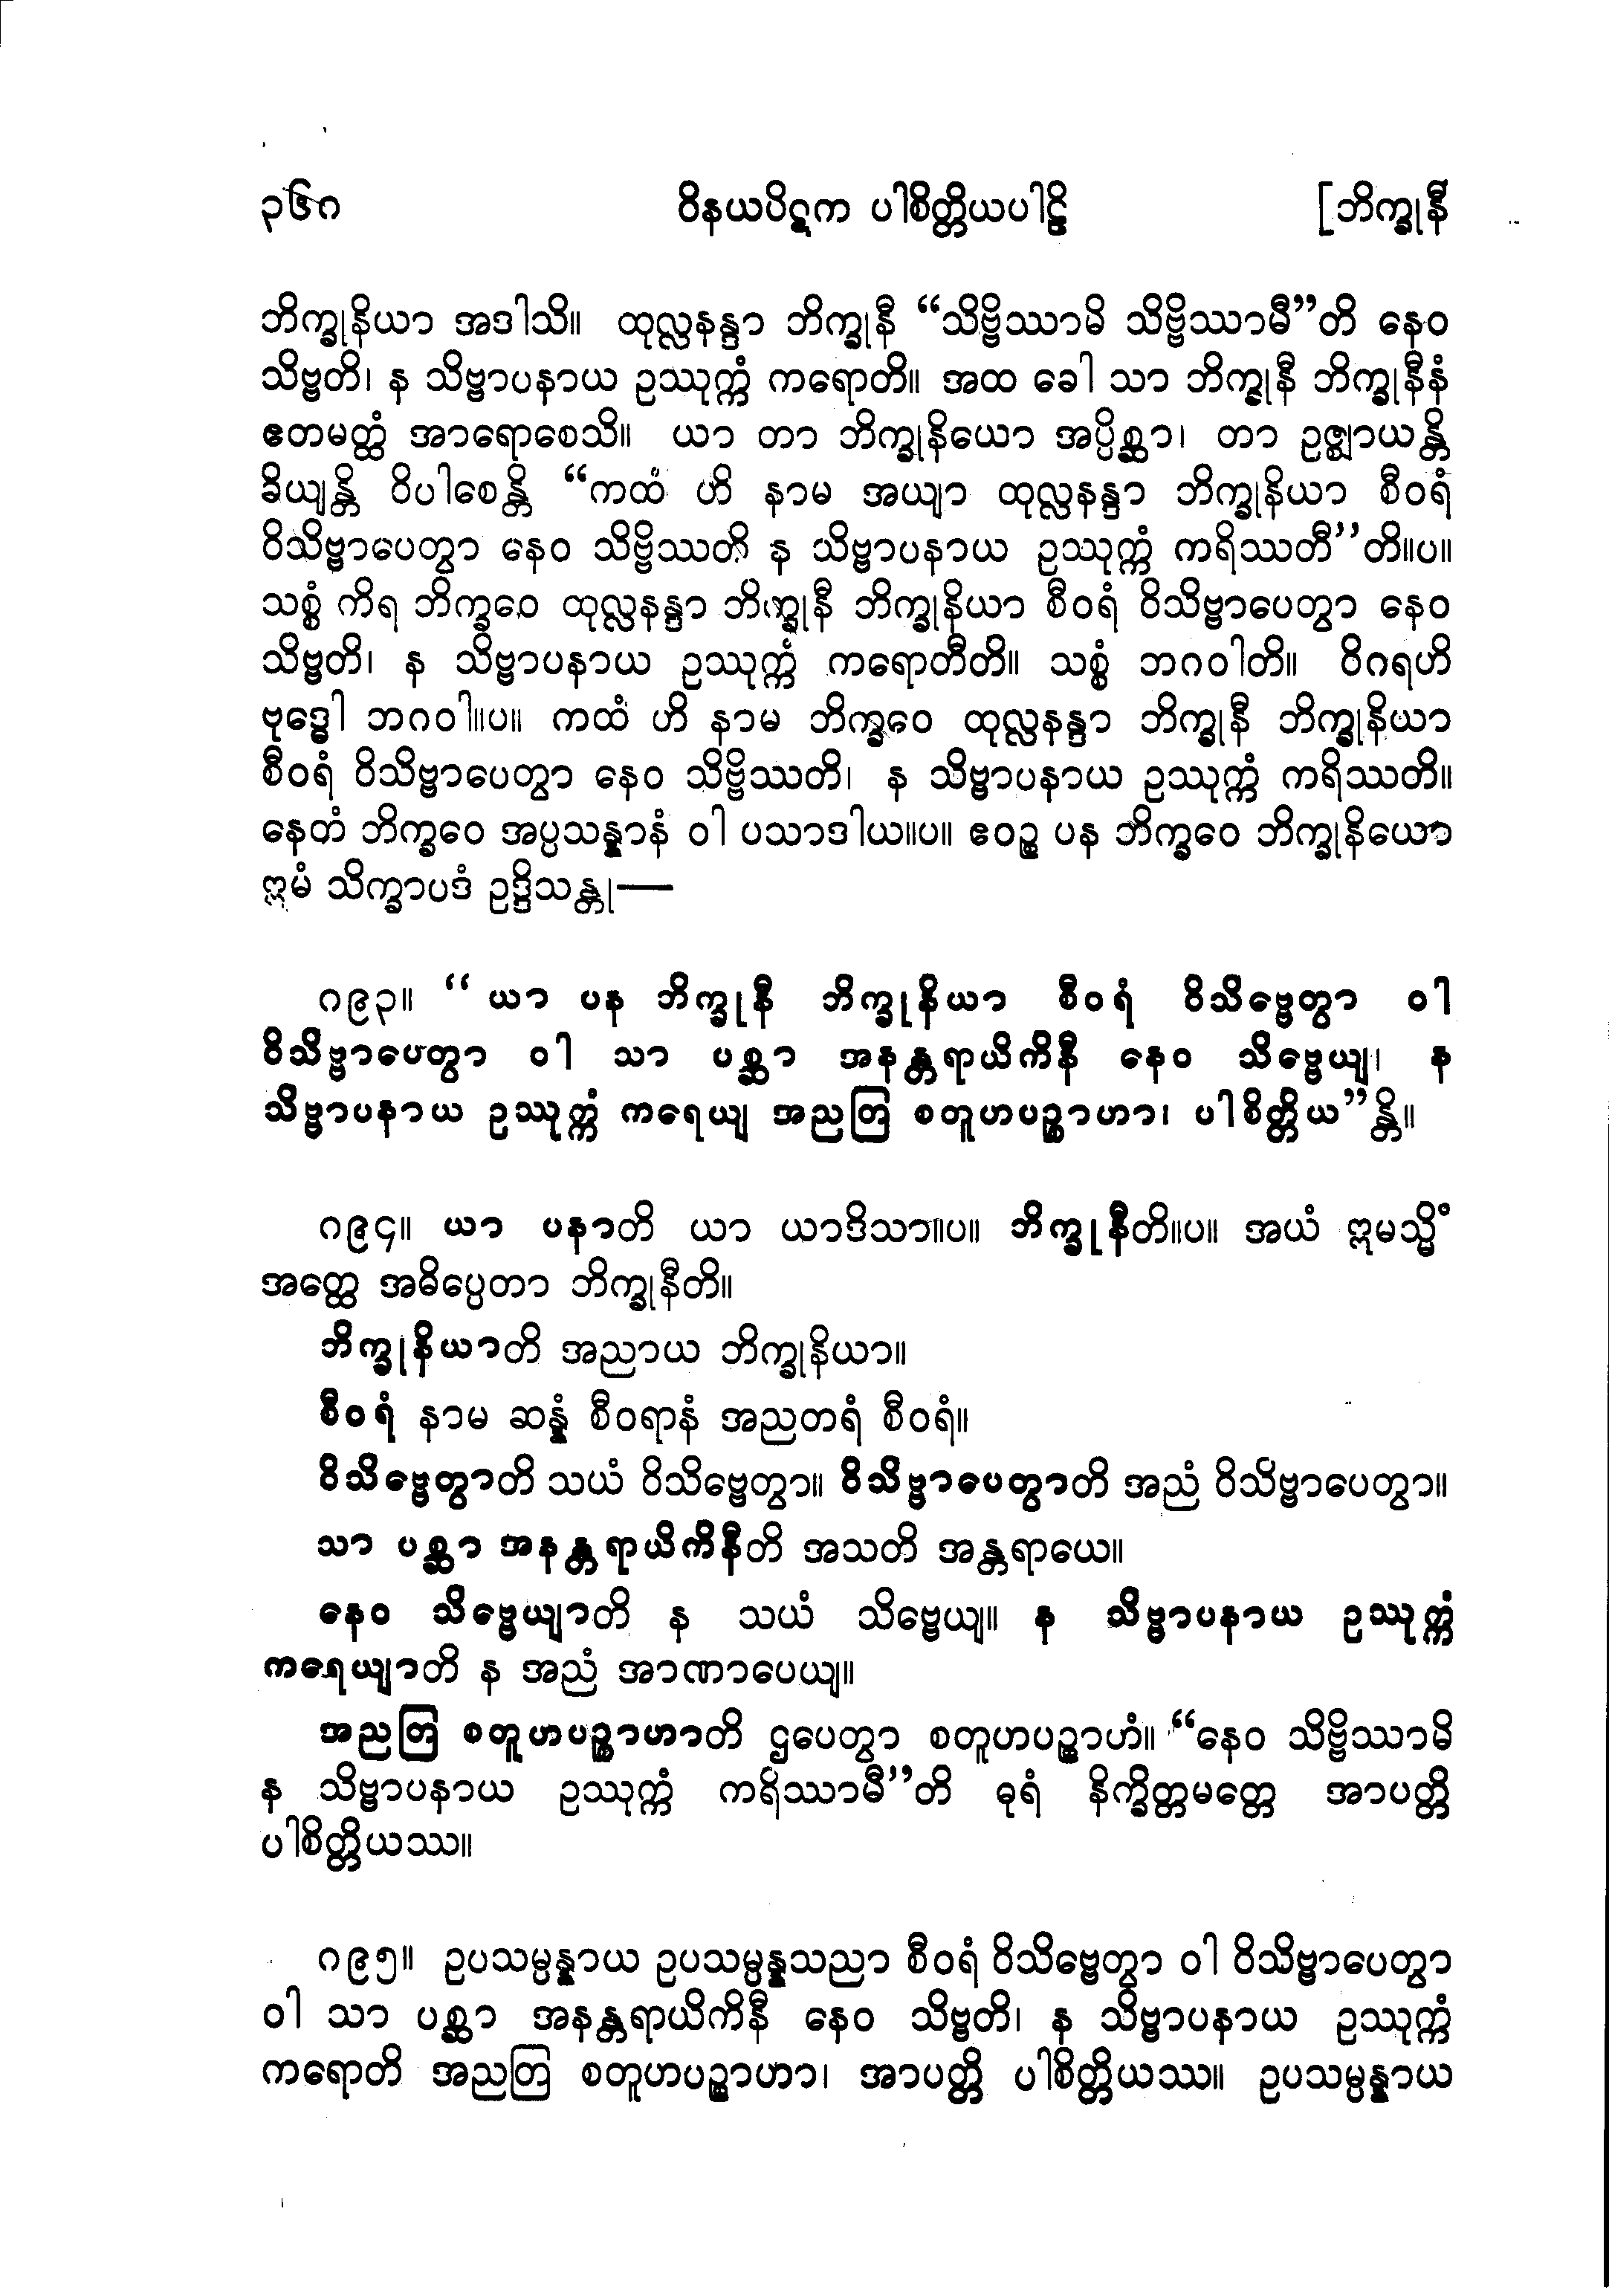 ၃၆၈ ဝိနယပိဋက ပါစိတ္တိယပါဠိ [ဘိက္ခုနီ
ဘိက္ခုနိယာ အဒါသိ။ ထုလ္လနန္ဒာ ဘိက္ခုနီ “သိဗ္ဗိဿာမိ သိဗ္ဗိဿာမီ”တိ နေဝ
သိဗ္ဗတိ၊ န သိဗ္ဗာပနာယ ဥဿုက္ကံ ကရောတိ။ အထ ခေါ သာ ဘိက္ခုနီ ဘိက္ခုနီနံ
ဧတမတ္ထံ အာရောစေသိ။ ယာ တာ ဘိက္ခုနိယော အပ္ပိစ္ဆာ၊ တာ ဥဇ္ဈာယန္တိ
ခိယျန္တိ ဝိပါစေန္တိ “ကထံ ဟိ နာမ အယျာ ထုလ္လနန္ဒာ ဘိက္ခုနိယာ စီဝရံ
ဝိသိဗ္ဗာပေတွာ နေဝ သိဗ္ဗိဿတိ န သိဗ္ဗာပနာယ ဥဿုက္ကံ ကရိဿတီ”တိ။ပ။
သစ္စံ ကိရ ဘိက္ခဝေ ထုလ္လနန္ဒာ ဘိက္ခုနီ ဘိက္ခုနိယာ စီဝရံ ဝိသိဗ္ဗာပေတွာ နေဝ
သိဗ္ဗတိ၊ န သိဗ္ဗာပနာယ ဥဿုက္ကံ ကရောတီတိ။ သစ္စံ ဘဂဝါတိ။ ဝိဂရဟိ
ဗုဒ္ဓေါ ဘဂဝါ။ပ။ ကထံ ဟိ နာမ ဘိက္ခဝေ ထုလ္လနန္ဒာ ဘိက္ခုနီ ဘိက္ခုနိယာ
စီဝရံ ဝိသိဗ္ဗာပေတွာ နေဝ သိဗ္ဗိဿတိ၊ န သိဗ္ဗာပနာယ ဥဿုက္ကံ ကရိဿတိ။
နေတံ ဘိက္ခဝေ အပ္ပသန္နာနံ ဝါ ပသာဒါယ။ပ။ ဧဝဉ္စ ပန ဘိက္ခဝေ ဘိက္ခုနိယော
ဣမံ သိက္ခာပဒံ ဥဒ္ဒိသန္တု—
၈၉၃။ “ ယာ ပန ဘိက္ခုနီ ဘိက္ခုနိယာ စီဝရံ ဝိသိဗ္ဗေတွာ ဝါ
ဝိသိဗ္ဗာပေတွာ ဝါ သာ ပစ္ဆာ အနန္တရာယိကိနီ နေဝ သိဗ္ဗေယျ၊ န
သိဗ္ဗာပနာယ ဥဿုက္ကံ ကရေယျ အညတြ စတူဟပဉ္စာဟာ၊ ပါစိတ္တိယ”န္တိ။
၈၉၄။ ယာ ပနာတိ ယာ ယာဒိသာ။ပ။ ဘိက္ခုနီတိ။ပ။ အယံ ဣမသ္မိံ
အတ္ထေ အဓိပ္ပေတာ ဘိက္ခုနီတိ။
ဘိက္ခုနိယာတိ အညာယ ဘိက္ခုနိယာ။
စီဝရံ နာမ ဆန္နံ စီဝရာနံ အညတရံ စီဝရံ။
ဝိသိဗ္ဗေတွာတိ သယံ ဝိသိဗ္ဗေတွာ။ ဝိသိဗ္ဗာပေတွာတိ အညံ ဝိသိဗ္ဗာပေတွာ။
သာ ပစ္ဆာ အနန္တရာယိကိနီတိ အသတိ အန္တရာယေ။
နေဝ သိဗ္ဗေယျာတိ န သယံ သိဗ္ဗေယျ။ န သိဗ္ဗာပနာယ ဥဿုက္ကံ
ကရေယျာတိ န အညံ အာဏာပေယျ။
အညတြ စတူဟပဉ္စာဟာတိ ဌပေတွာ စတူဟပဉ္စာဟံ။ “နေဝ သိဗ္ဗိဿာမိ
န သိဗ္ဗာပနာယ ဥဿုက္ကံ ကရိဿာမီ”တိ ဓုရံ နိက္ခိတ္တမတ္တေ အာပတ္တိ
ပါစိတ္တိယဿ။
၈၉၅။ ဥပသမ္ပန္နာယ ဥပသမ္ပန္နသညာ စီဝရံ ဝိသိဗ္ဗေတွာ ဝါ ဝိသိဗ္ဗာပေတွာ
ဝါ သာ ပစ္ဆာ အနန္တရာယိကိနီ နေဝ သိဗ္ဗတိ၊ န သိဗ္ဗာပနာယ ဥဿုက္ကံ
ကရောတိ အညတြ စတူဟပဉ္စာဟာ၊ အာပတ္တိ ပါစိတ္တိယဿ။ ဥပသမ္ပန္နာယ